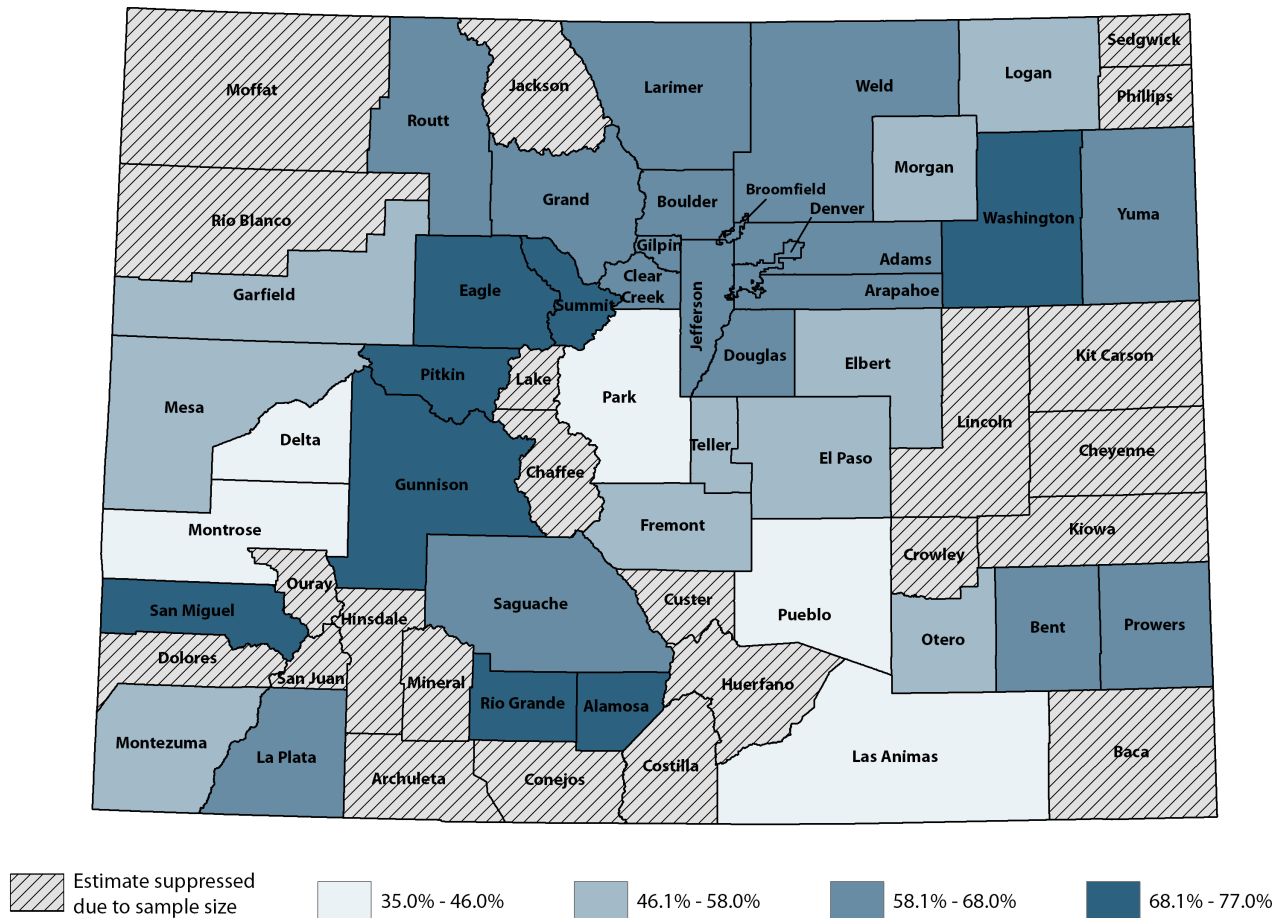 Sedgwick
Moffat
Jackson
Larimer
Weld
Logan
Phillips
Routt
Morgan
Grand
Boulder
Broomfield
Denver
Rio Blanco
Washington
Yuma
Gilpin
Adams
Clear
Creek
Garfield
Eagle
Summit
Arapahoe
Jefferson
Douglas
Elbert
Kit Carson
Pitkin
Lake
Park
Mesa
Delta
Lincoln
Teller
El Paso
Cheyenne
Chaffee
Gunnison
Montrose
Fremont
Kiowa
Crowley
Ouray
San Miguel
Hinsdale
Saguache
Custer
Pueblo
Otero
Bent
Prowers
Dolores
San Juan
Mineral
Huerfano
Rio Grande
Alamosa
Montezuma
La Plata
Archuleta
Conejos
Costilla
Las Animas
Baca
Estimate suppressed
due to sample size
35.0% - 46.0%
46.1% - 58.0%
58.1% - 68.0%
68.1% - 77.0%